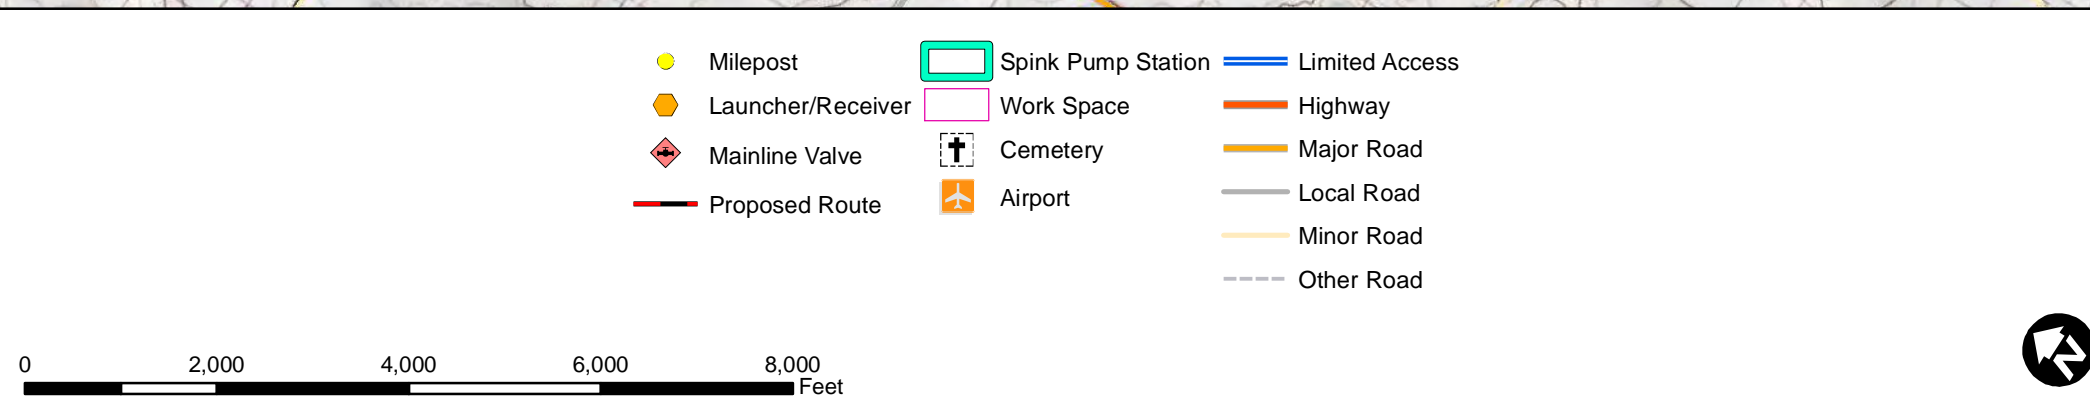 Milepost
Launcher/Receiver
Mainline Valve
Proposed Route
Spink Pump Station
Work Space
Cemetery
Airport
Limited Access
Highway
Major Road
Local Road
Minor Road
Other Road
0 2,000 4,000 6,000 8,000
Feet
N